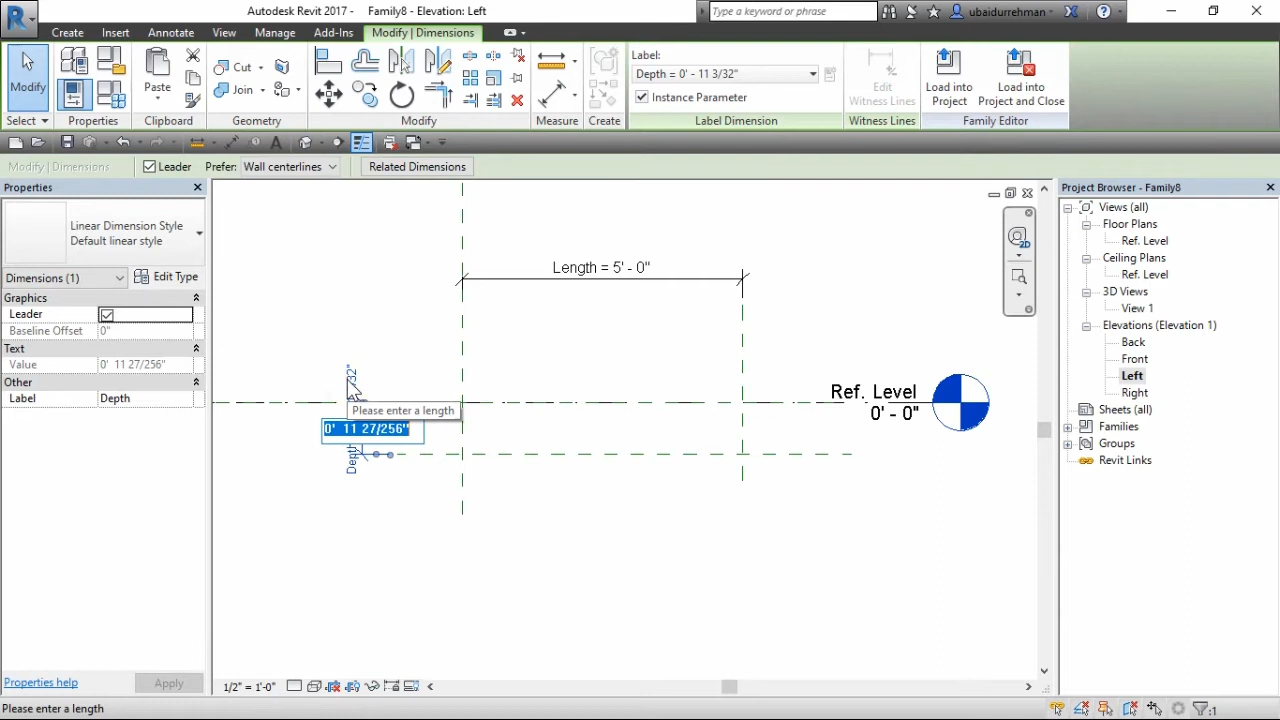 Autodesk Revit 2017 - Family8 - Elevation: Left
Type a keyword or phrase
ubaidurrehman
Create Insert Annotate View Manage Add-Ins Modify | Dimensions
Modify
Paste
Cut
Join
Label:
Depth = 0' - 11 3/32"
Instance Parameter
Edit
Witness Lines
Load into
Project
Load into
Project and Close
Select Properties Clipboard Geometry Modify Measure Create Label Dimension Witness Lines Family Editor
Modify | Dimensions Leader Prefer: Wall centerlines Related Dimensions
Properties
Linear Dimension Style
Default linear style
Dimensions (1) Edit Type
Graphics
Leader
Baseline Offset 0"
Text
Value 0' 11 27/256"
Other
Label Depth
Properties help Apply
Length = 5' - 0"
Please enter a length
0' 11 27/256"
Depth
Ref. Level
0' - 0"
2D
1/2" = 1'-0"
Project Browser - Family8
Views (all)
Floor Plans
Ref. Level
Ceiling Plans
Ref. Level
3D Views
View 1
Elevations (Elevation 1)
Back
Front
Left
Right
Sheets (all)
Families
Groups
Revit Links
Please enter a length
:1